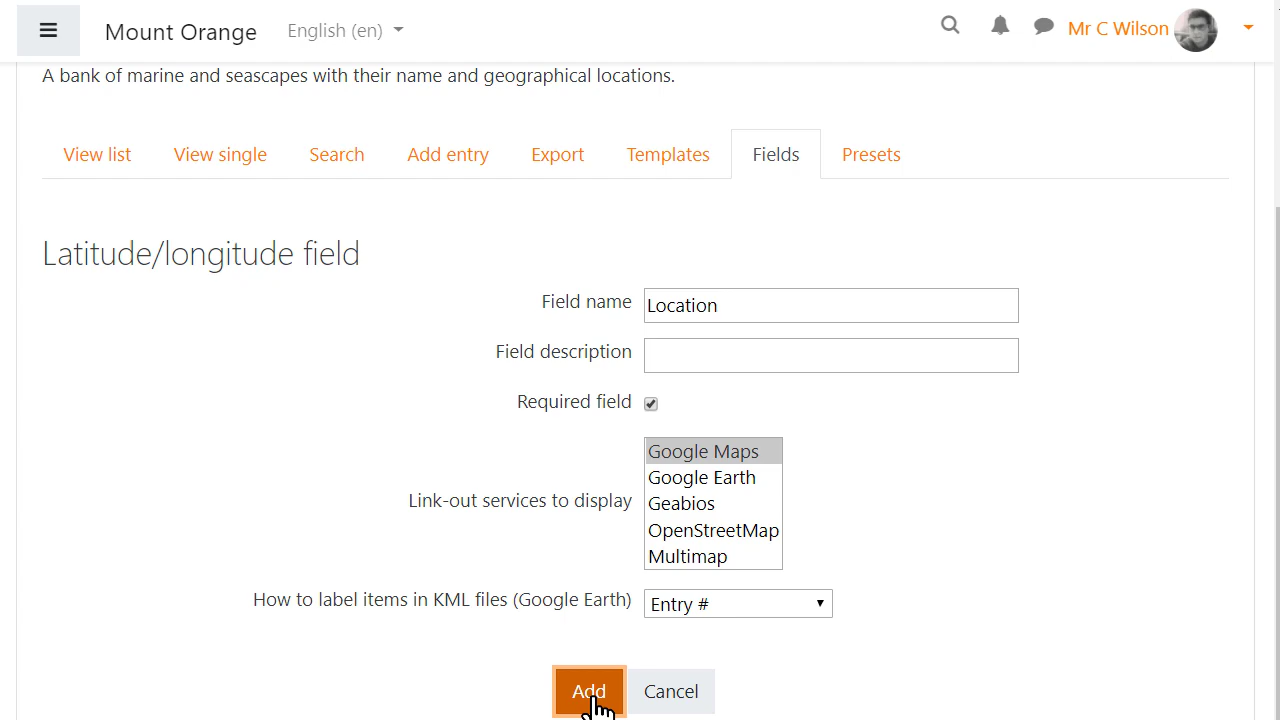 Mount Orange English (en) Mr C Wilson
A bank of marine and seascapes with their name and geographical locations.
View list View single Search Add entry Export Templates Fields Presets
Latitude/longitude field
Field name Location
Field description
Required field
Google Maps
Google Earth
Link-out services to display Geabios
OpenStreetMap
Multimap
How to label items in KML files (Google Earth) Entry #
Add Cancel